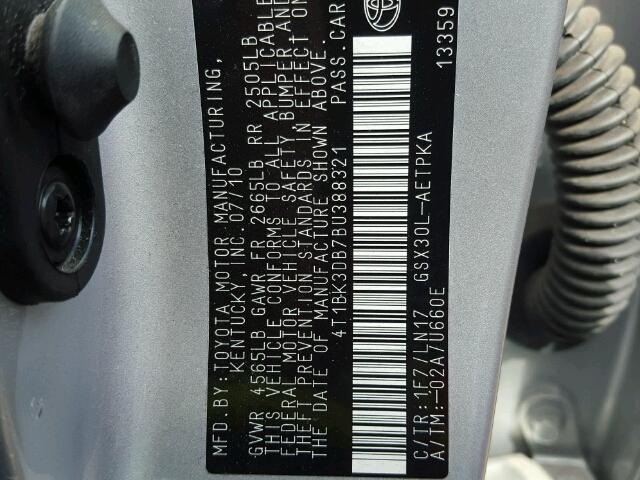 MFD.BY:TOYOTA MOTOR MANUFACTURING,
KENTUCKY, INC.07/10
GVWR 4565LB GAWR FR 2665LB RR 2505LB
THIS VEHICLE CONFORMS TO ALL APPLICABLE
FEDERAL MOTOR VEHICLE SAFETY, BUMPER AND
THEFT PREVENTION STANDARDS IN EFFECT ON
THE DATE OF MANUFACTURE SHOWN ABOVE.
4T1BK3DB7BU388321 PASS.CAR
C/TR:1F7/LN17 GSX30L-AETPKA
A/TM:-02A/U660E
13359